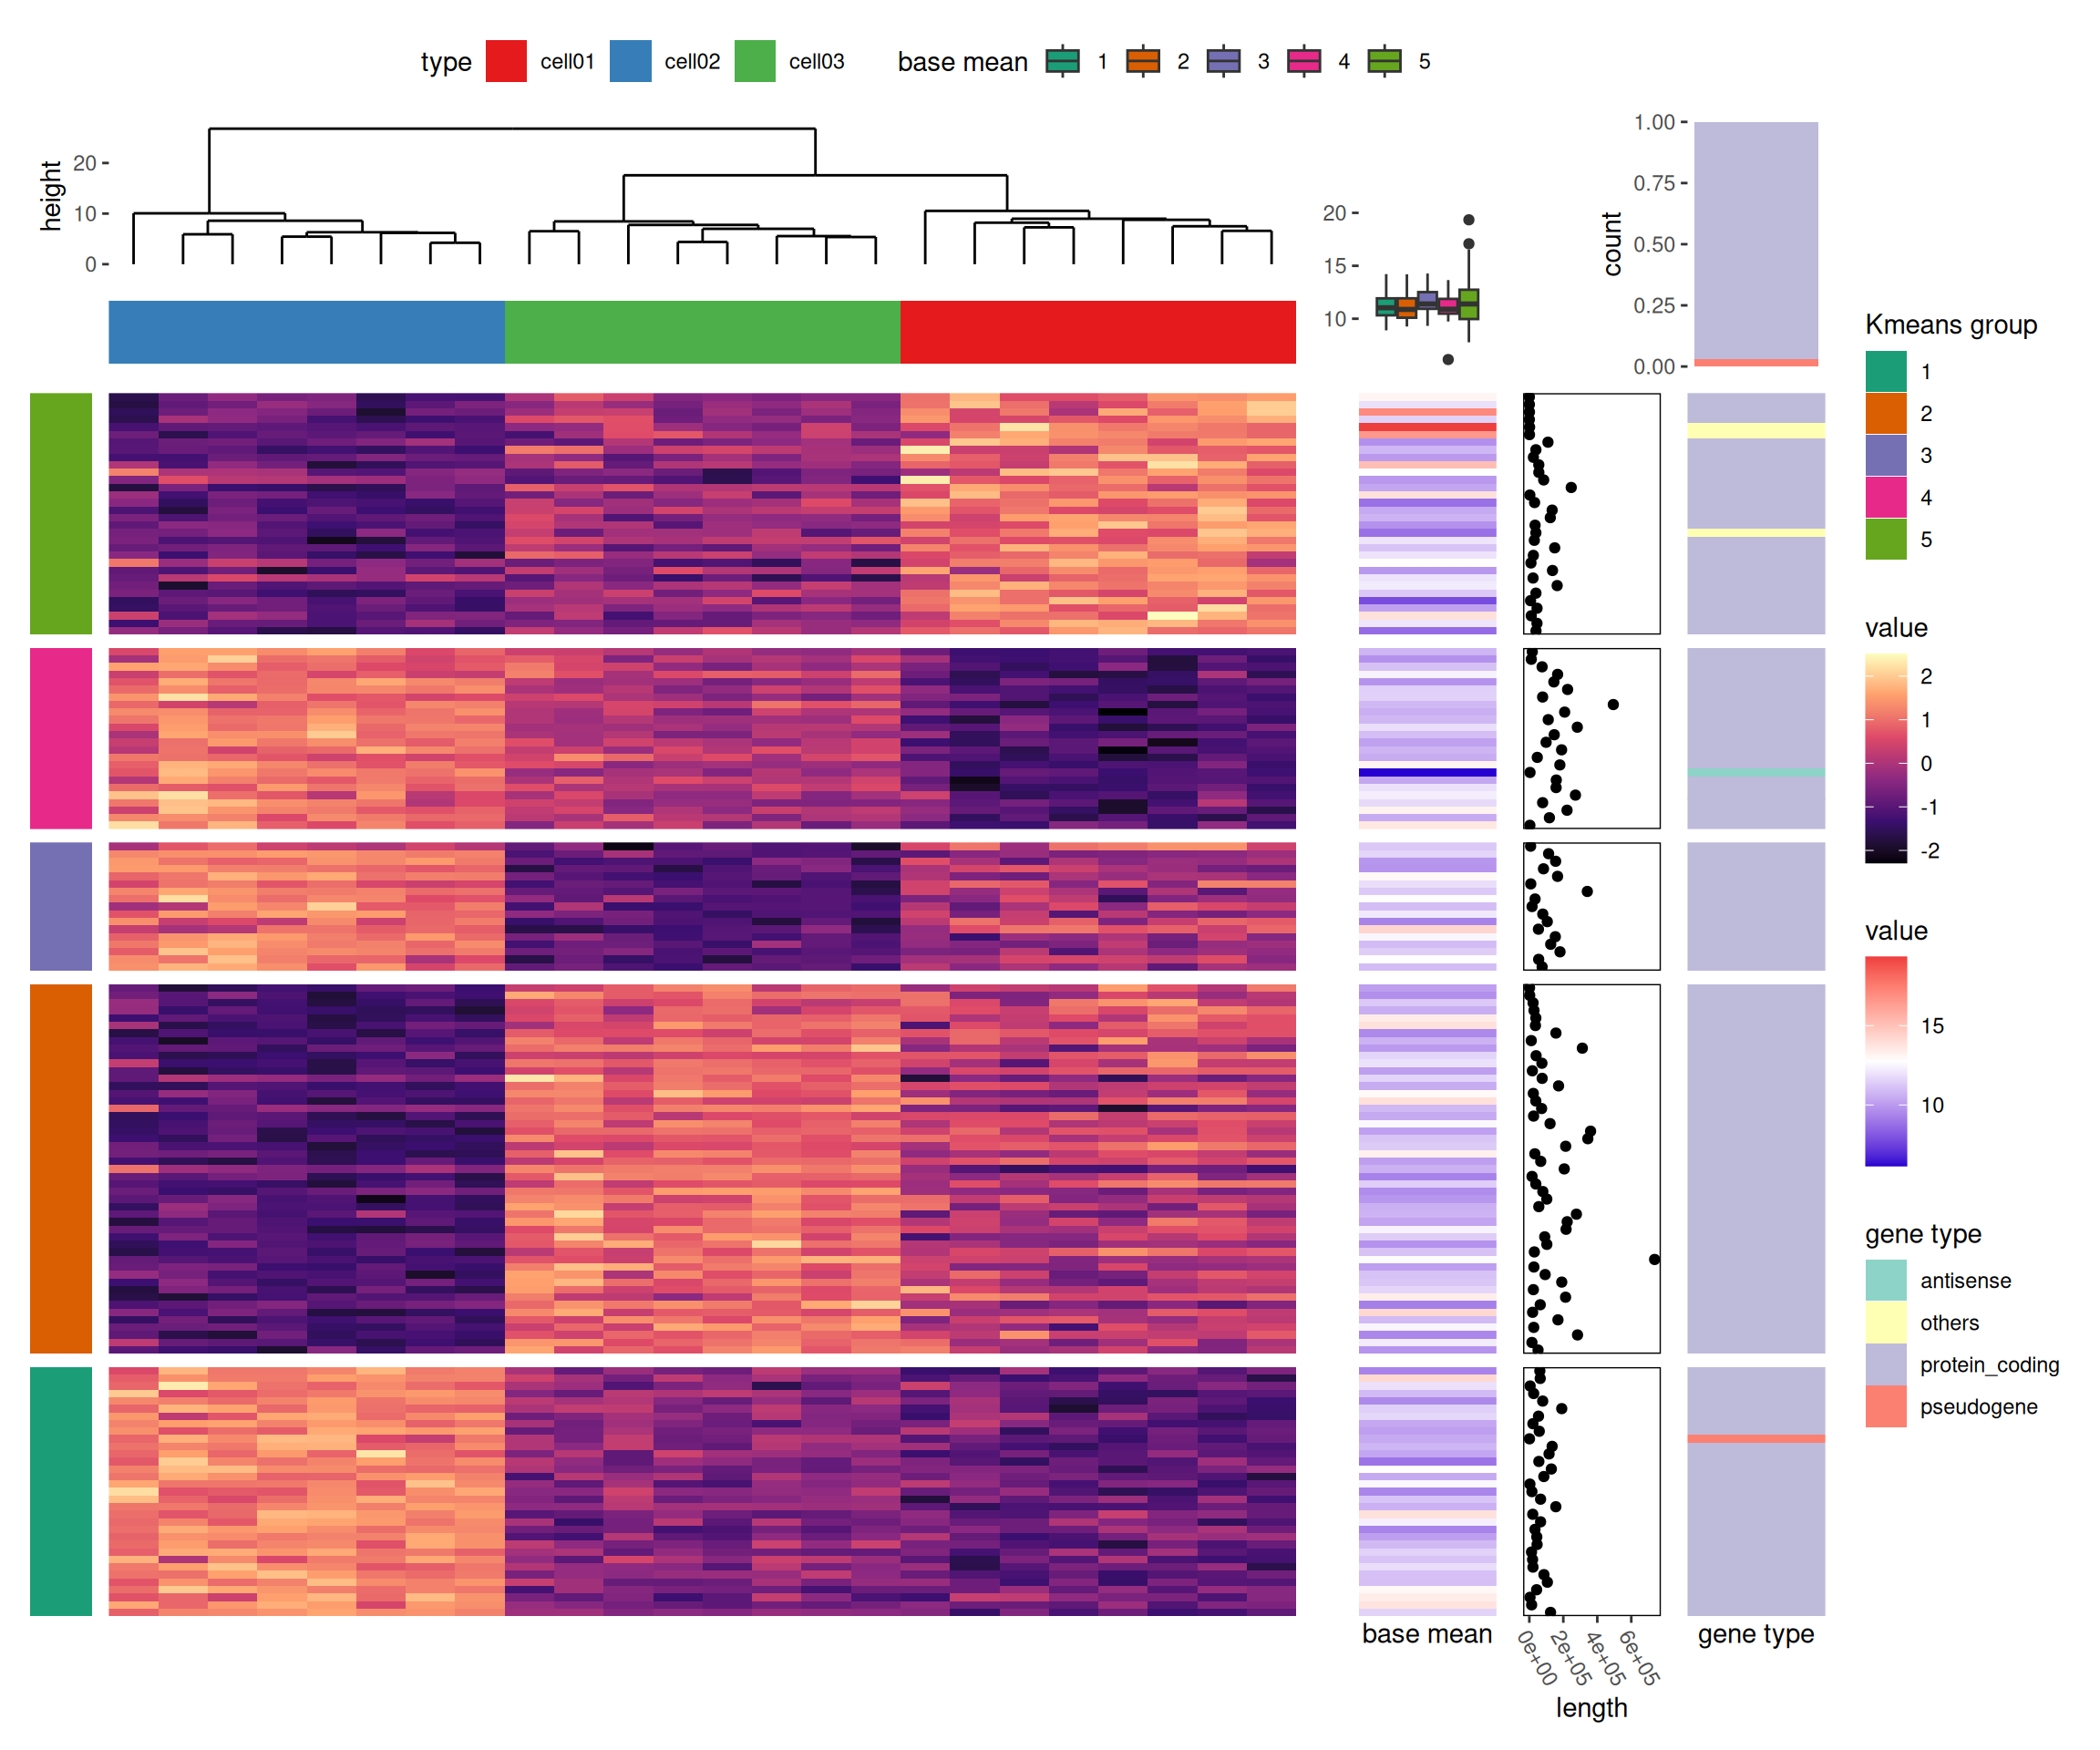 type cell01 cell02 cell03 base mean 1 2 3 4 5
height
20
10
0
20
15
10
count
1.00
0.75
0.50
0.25
0.00
Kmeans group
1
2
3
4
5
value
2
1
0
-1
-2
value
15
10
gene type
antisense
others
protein_coding
pseudogene
base mean
0e+00
2e+05
4e+05
6e+05
length
gene type